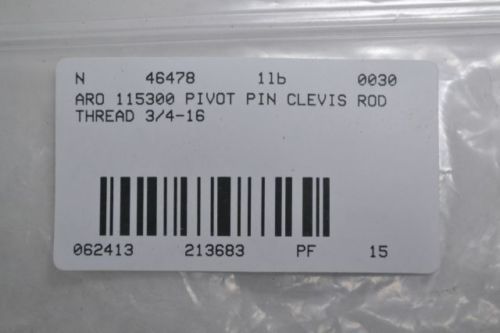 N 46478 1lb 0030
ARO 115300 PIVOT PIN CLEVIS ROD
THREAD 3/4-16
062413 213683 PF 15